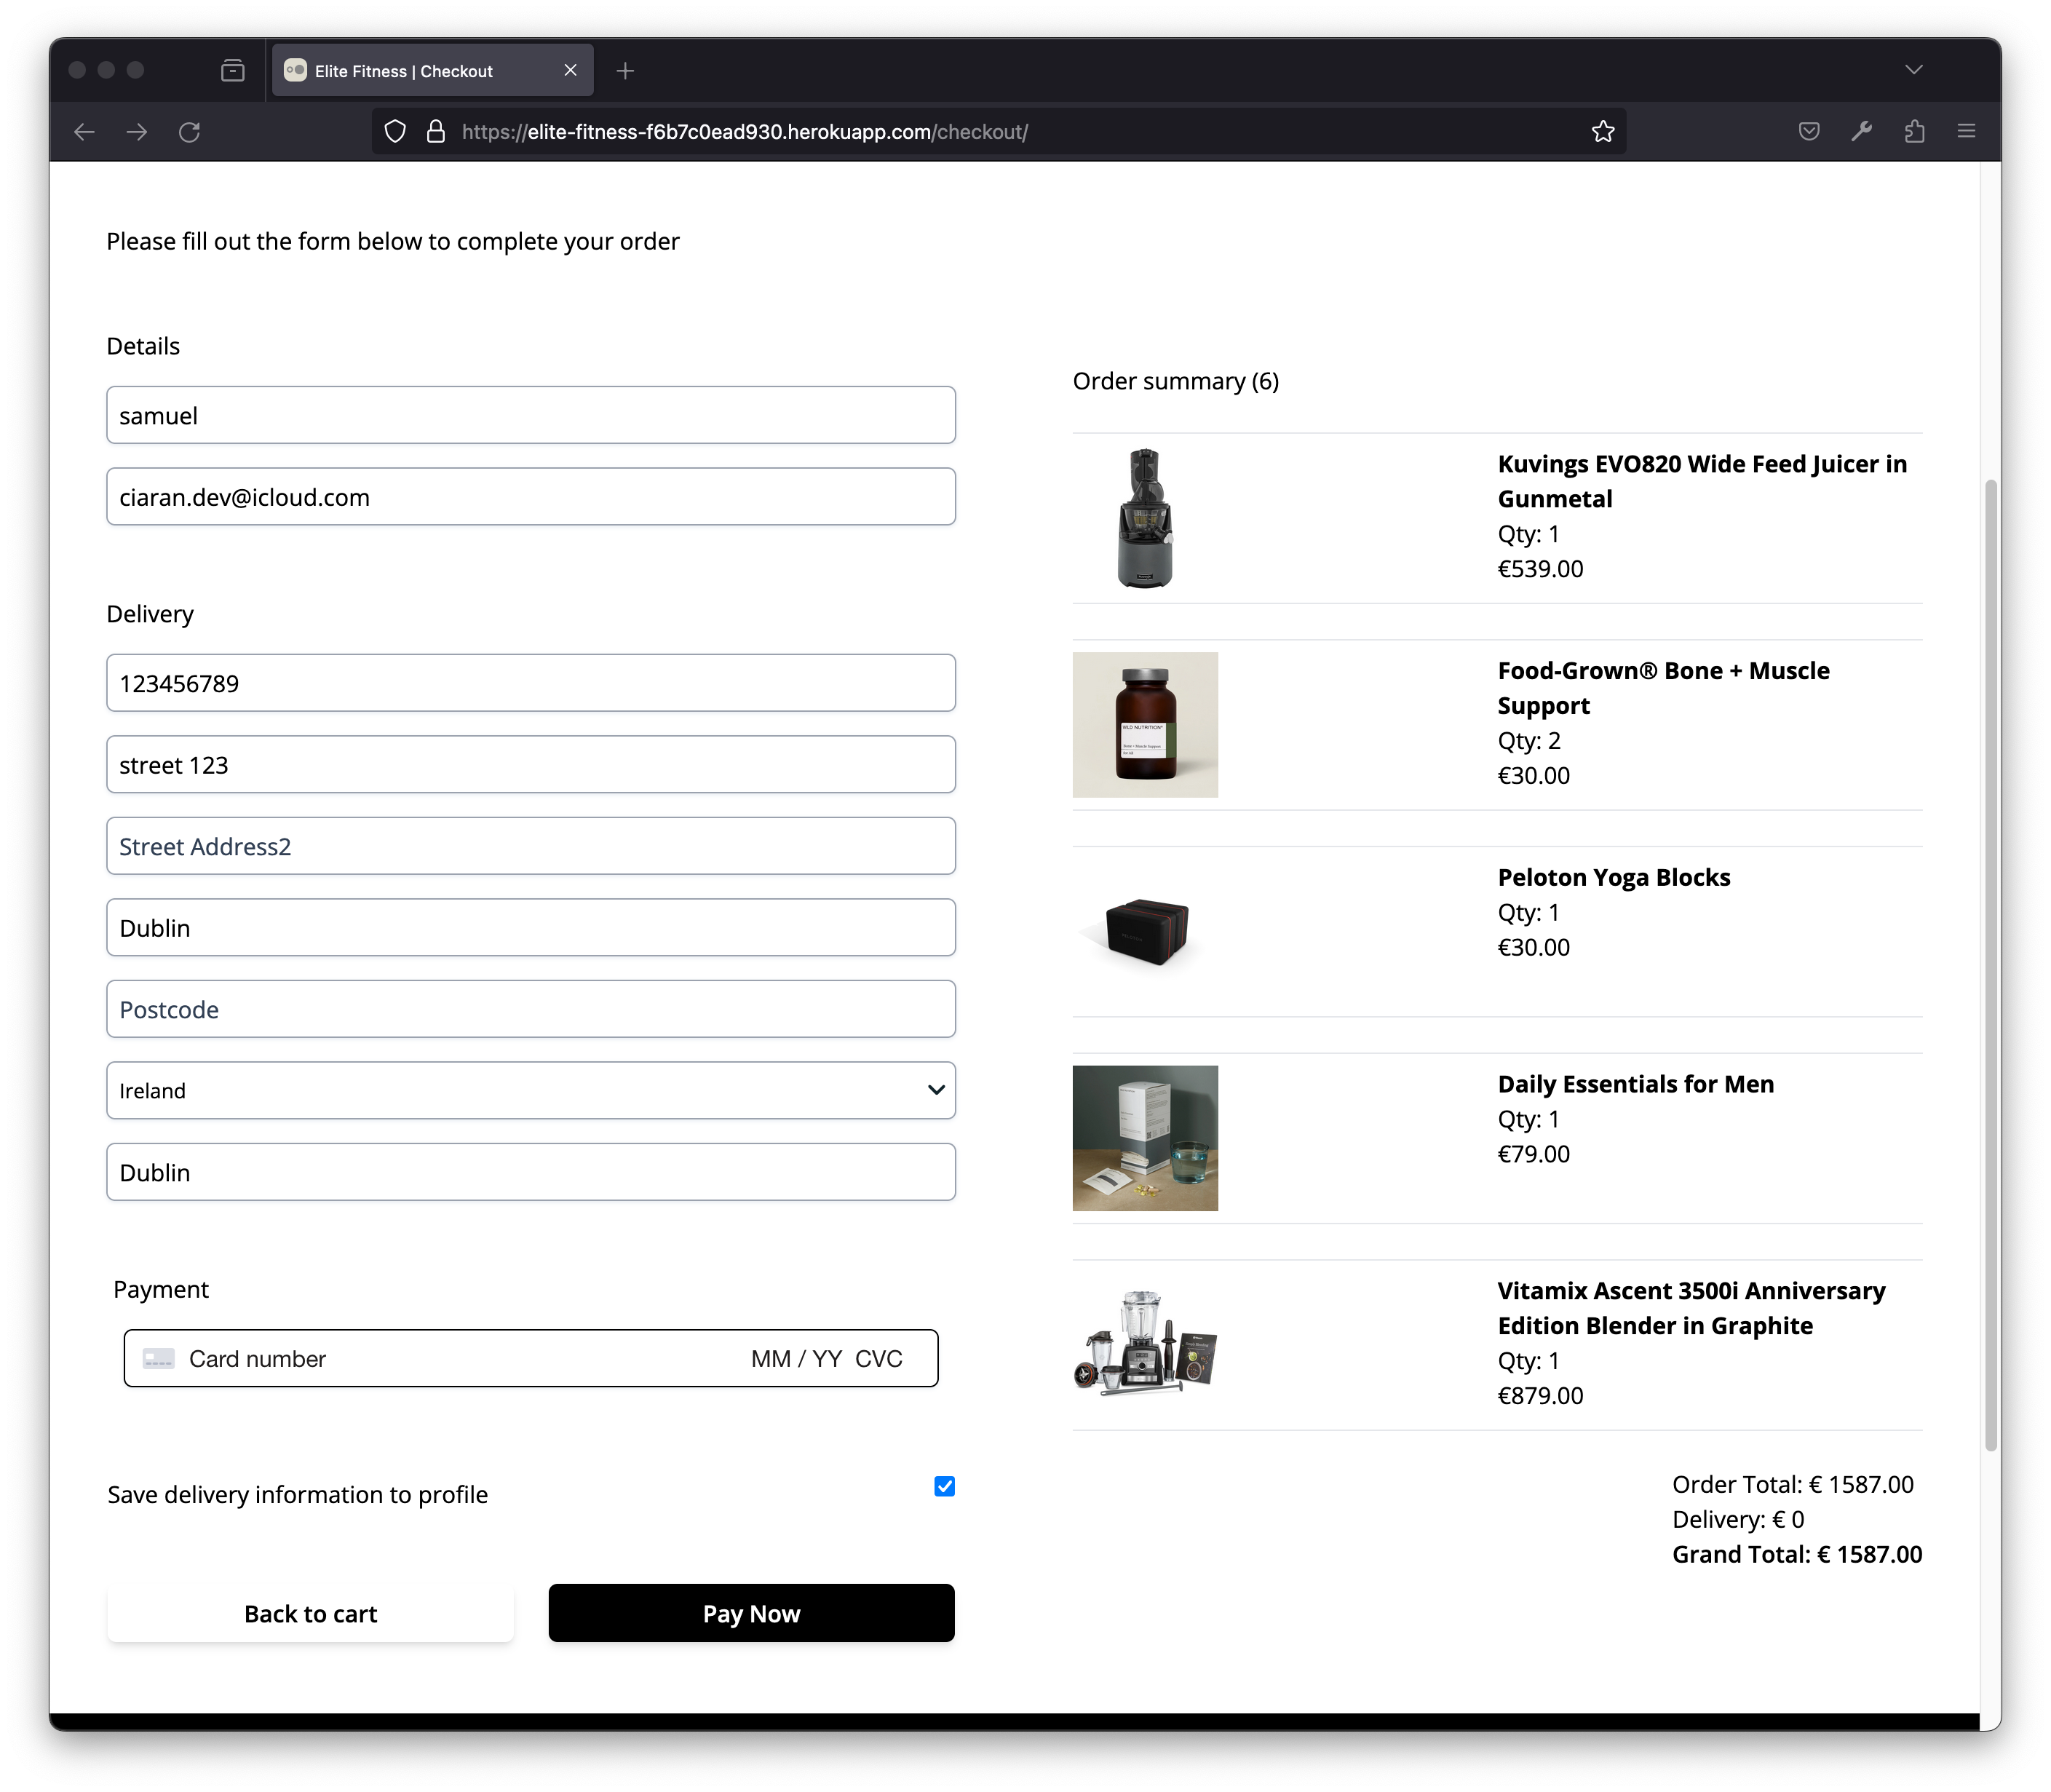 Elite Fitness | Checkout
https://elite-fitness-f6b7c0ead930.herokuapp.com/checkout/
Please fill out the form below to complete your order
Details
samuel
ciaran.dev@icloud.com
Delivery
123456789
street 123
Street Address2
Dublin
Postcode
Ireland
Dublin
Payment
Card number MM / YY CVC
Save delivery information to profile
Back to cart
Pay Now
Order summary (6)
Kuvings EVO820 Wide Feed Juicer in
Gunmetal
Qty: 1
€539.00
WILD NUTRITION
Bone + Muscle Support
Food-Grown® Bone + Muscle
Support
Qty: 2
€30.00
Peloton Yoga Blocks
Qty: 1
€30.00
Daily Essentials for Men
Qty: 1
€79.00
Vitamix Ascent 3500i Anniversary
Edition Blender in Graphite
Qty: 1
€879.00
Order Total: € 1587.00
Delivery: € 0
Grand Total: € 1587.00